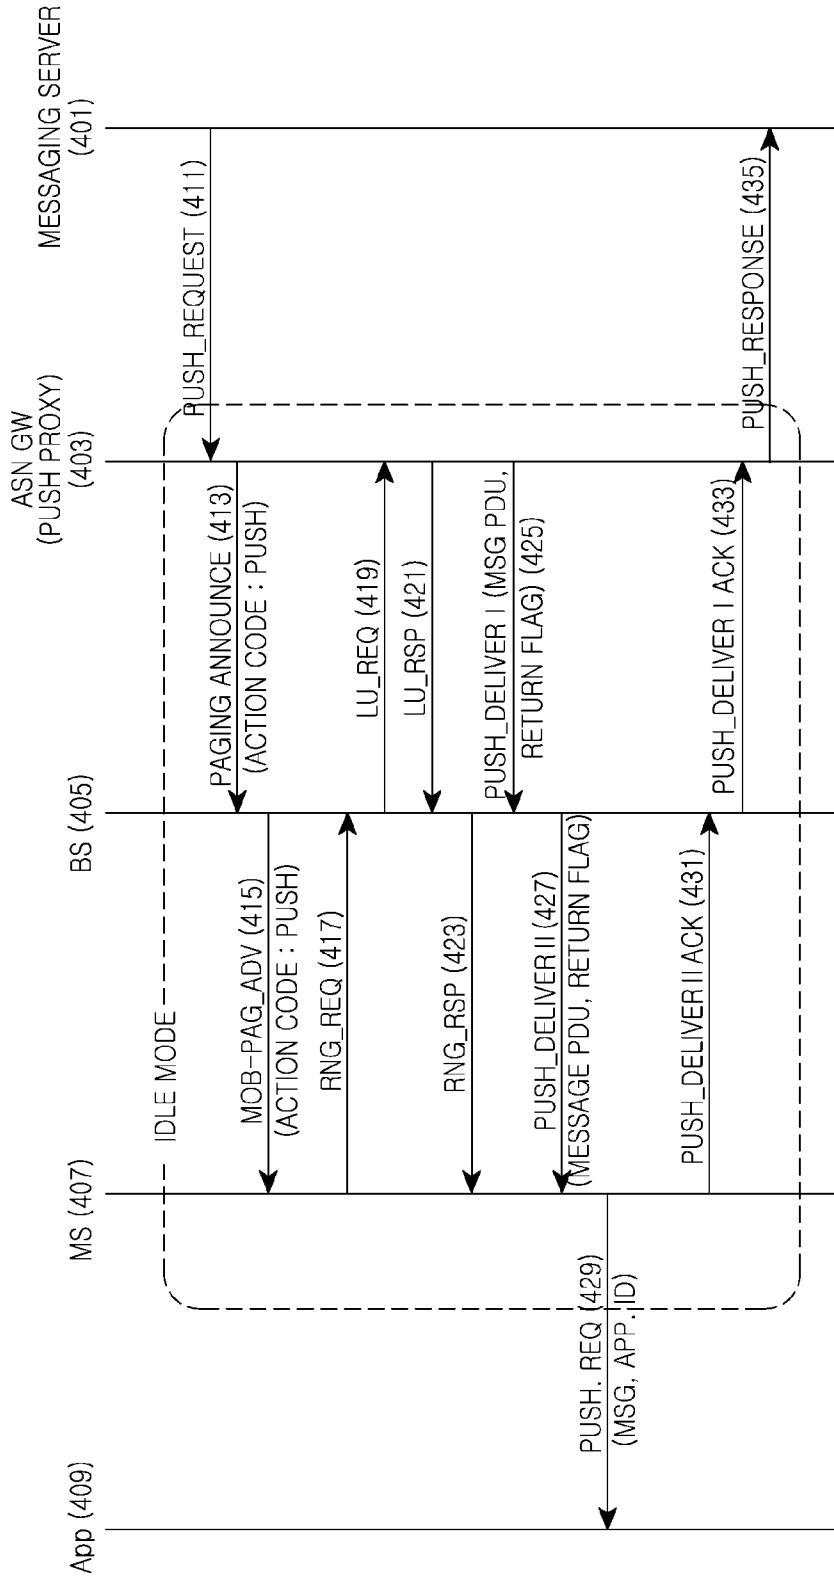 App (409)
MS (407)
BS (405)
ASN GW
(PUSH PROXY)
(403)
MESSAGING SERVER
(401)
IDLE MODE
PUSH_REQUEST (411)
PAGING ANNOUNCE (413)
(ACTION CODE : PUSH)
MOB-PAG_ADV (415)
(ACTION CODE : PUSH)
RNG_REQ (417)
LU_REQ (419)
LU_RSP (421)
RNG_RSP (423)
PUSH_DELIVER I (MSG PDU,
RETURN FLAG) (425)
PUSH_DELIVER II (427)
(MESSAGE PDU, RETURN FLAG)
PUSH. REQ (429)
(MSG, APP. ID)
PUSH_DELIVER II ACK (431)
PUSH_DELIVER I ACK (433)
PUSH_RESPONSE (435)